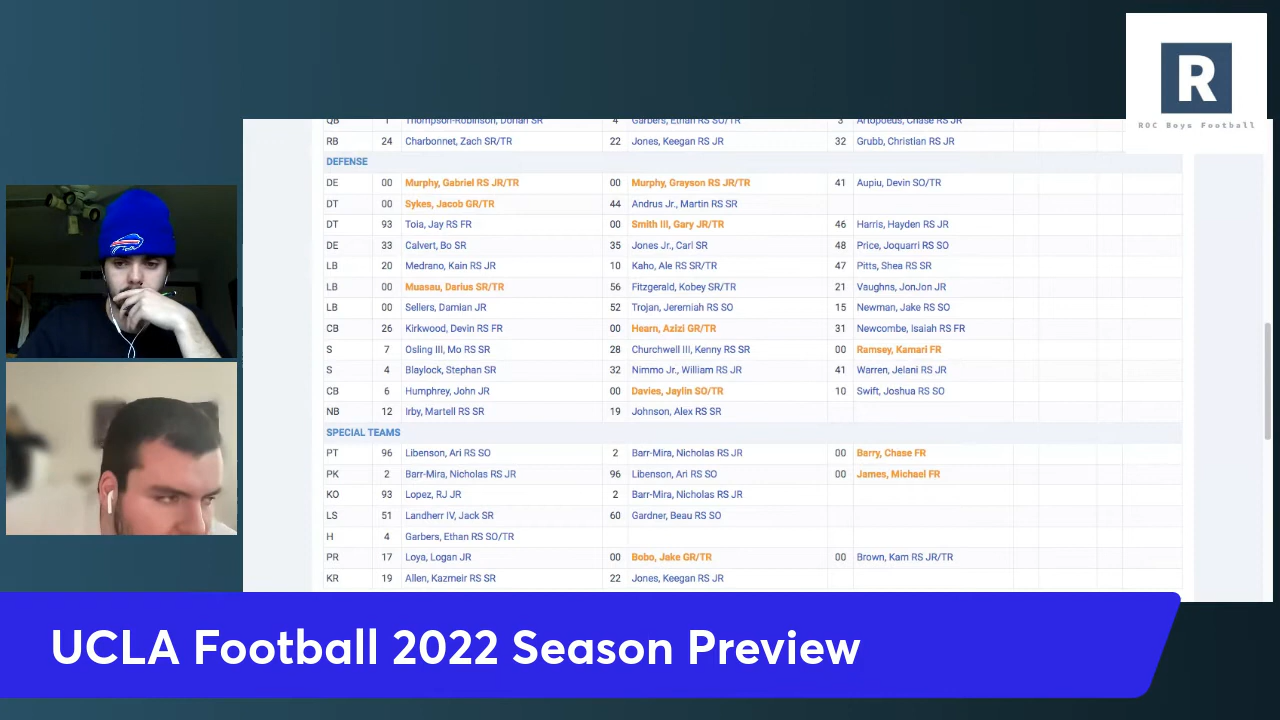 R
ROC Boys Football
QB 1 Thompson-Robinson, Dorian SR 4 Garbers, Ethan RS SO/TR 3 Artopoeus, Chase RS JR
RB 24 Charbonnet, Zach SR/TR 22 Jones, Keegan RS JR 32 Grubb, Christian RS JR
DEFENSE
DE 00 Murphy, Gabriel RS JR/TR 00 Murphy, Grayson RS JR/TR 41 Aupiu, Devin SO/TR
DT 00 Sykes, Jacob GR/TR 44 Andrus Jr., Martin RS SR
DT 93 Toia, Jay RS FR 00 Smith III, Gary JR/TR 46 Harris, Hayden RS JR
DE 33 Calvert, Bo SR 35 Jones Jr., Carl SR 48 Price, Joquarri RS SO
LB 20 Medrano, Kain RS JR 10 Kaho, Ale RS SR/TR 47 Pitts, Shea RS SR
LB 00 Muasau, Darius SR/TR 56 Fitzgerald, Kobey SR/TR 21 Vaughns, JonJon JR
LB 00 Sellers, Damian JR 52 Trojan, Jeremiah RS SO 15 Newman, Jake RS SO
CB 26 Kirkwood, Devin RS FR 00 Hearn, Azizi GR/TR 31 Newcombe, Isaiah RS FR
S 7 Osling III, Mo RS SR 28 Churchwell III, Kenny RS SR 00 Ramsey, Kamari FR
S 4 Blaylock, Stephan SR 32 Nimmo Jr., William RS JR 41 Warren, Jelani RS JR
CB 6 Humphrey, John JR 00 Davies, Jaylin SO/TR 10 Swift, Joshua RS SO
NB 12 Irby, Martell RS SR 19 Johnson, Alex RS SR
SPECIAL TEAMS
PT 96 Libenson, Ari RS SO 2 Barr-Mira, Nicholas RS JR 00 Barry, Chase FR
PK 2 Barr-Mira, Nicholas RS JR 96 Libenson, Ari RS SO 00 James, Michael FR
KO 93 Lopez, RJ JR 2 Barr-Mira, Nicholas RS JR
LS 51 Landherr IV, Jack SR 60 Gardner, Beau RS SO
H 4 Garbers, Ethan RS SO/TR
PR 17 Loya, Logan JR 00 Bobo, Jake GR/TR 00 Brown, Kam RS JR/TR
KR 19 Allen, Kazmeir RS SR 22 Jones, Keegan RS JR
UCLA Football 2022 Season Preview